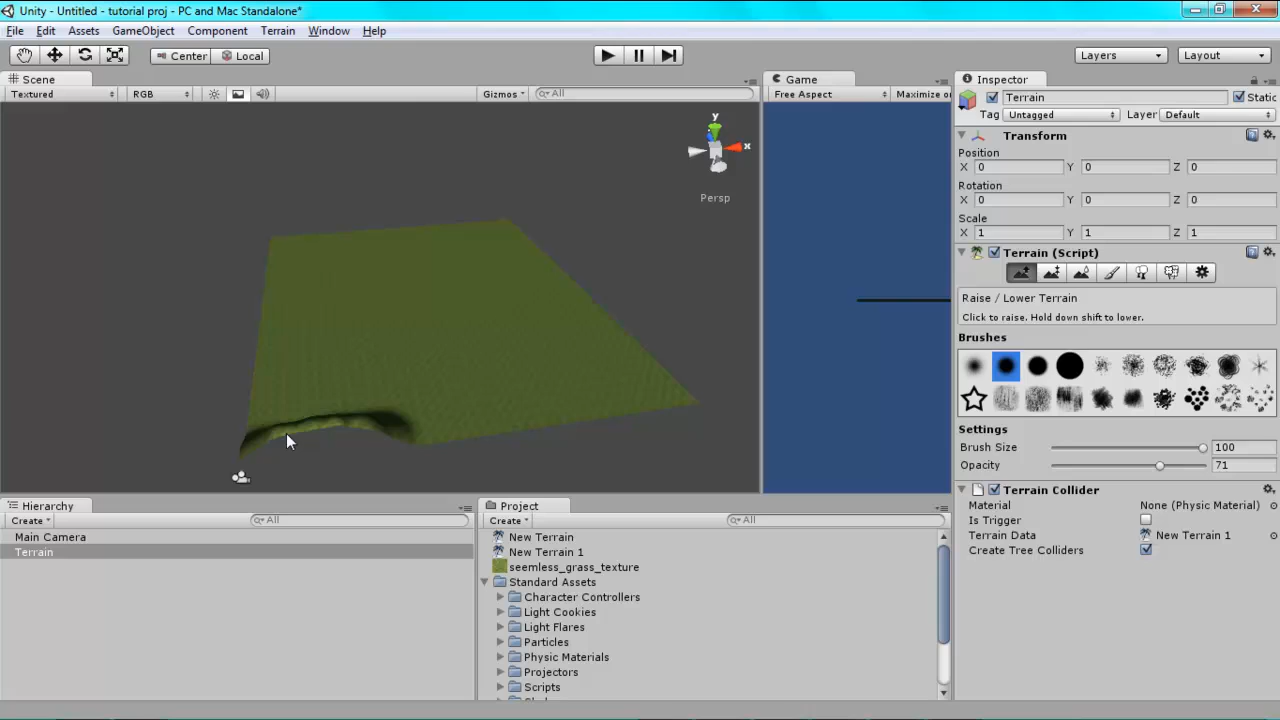 Unity - Untitled - tutorial proj - PC and Mac Standalone*
File Edit Assets GameObject Component Terrain Window Help
Center Local Layers Layout
Scene Game Inspector
Textured RGB Gizmos All Free Aspect Maximize o
Terrain Static
Tag Untagged Layer Default
y
x
Persp
Transform
Position
X 0 Y 0 Z 0
Rotation
X 0 Y 0 Z 0
Scale
X 1 Y 1 Z 1
Terrain (Script)
Raise / Lower Terrain
Click to raise. Hold down shift to lower.
Brushes
Settings
Brush Size 100
Opacity 71
Terrain Collider
Material None (Physic Material)
Is Trigger
Terrain Data New Terrain 1
Create Tree Colliders
Hierarchy
Create All
Main Camera
Terrain
Project
Create All
New Terrain
New Terrain 1
seemless_grass_texture
Standard Assets
Character Controllers
Light Cookies
Light Flares
Particles
Physic Materials
Projectors
Scripts